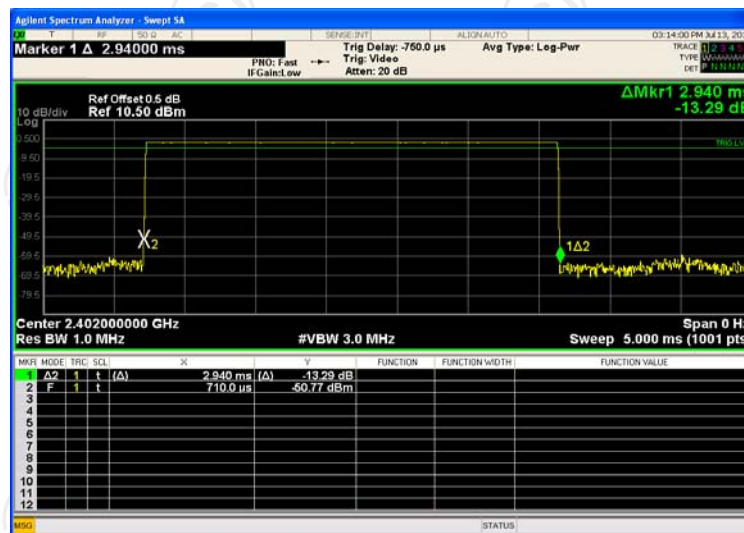 Agilent Spectrum Analyzer - Swept SA
T RF 50 Ω AC SENSE:INT ALIGN AUTO 03:14:00 PM Jul 13, 20
Marker 1 Δ 2.94000 ms
PNO: Fast
IFGain:Low
Trig Delay: -750.0 µs
Trig: Video
Atten: 20 dB
Avg Type: Log-Pwr
TRACE 1 2 3 4 5
TYPE
DET P N N N N
Ref Offset 0.5 dB
10 dB/div Ref 10.50 dBm
Log
ΔMkr1 2.940 ms
-13.29 dB
0.500
-9.50
-19.5
-29.5
-39.5
-49.5
-59.5
-69.5
-79.5
TRIG LV
2
1Δ2
Center 2.402000000 GHz Span 0 Hz
Res BW 1.0 MHz #VBW 3.0 MHz Sweep 5.000 ms (1001 pts
MKR MODE TRC SCL X Y FUNCTION FUNCTION WIDTH FUNCTION VALUE
1 Δ2 1 t (Δ) 2.940 ms (Δ) -13.29 dB
2 F 1 t 710.0 µs -50.77 dBm
3
4
5
6
7
8
9
10
11
12
MSG STATUS